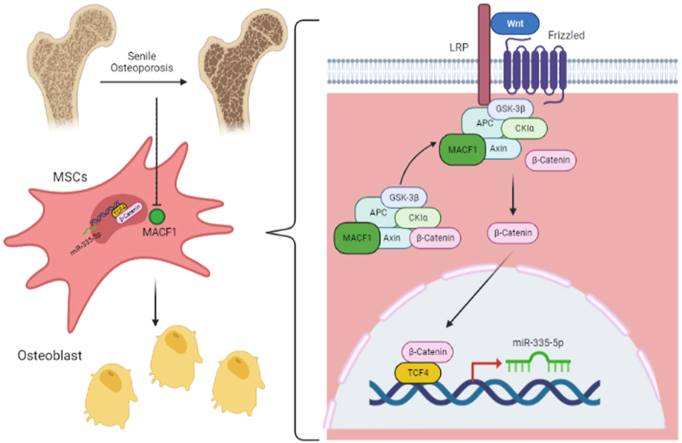 Senile
Osteoporosis
MSCs
TCF4
β-Catenin
miR-335-5p
MACF1
Osteoblast
Wnt
LRP
Frizzled
GSK-3β
APC
CKIα
MACF1
Axin
β-Catenin
GSK-3β
APC
CKIα
MACF1
Axin
β-Catenin
β-Catenin
β-Catenin
TCF4
miR-335-5p